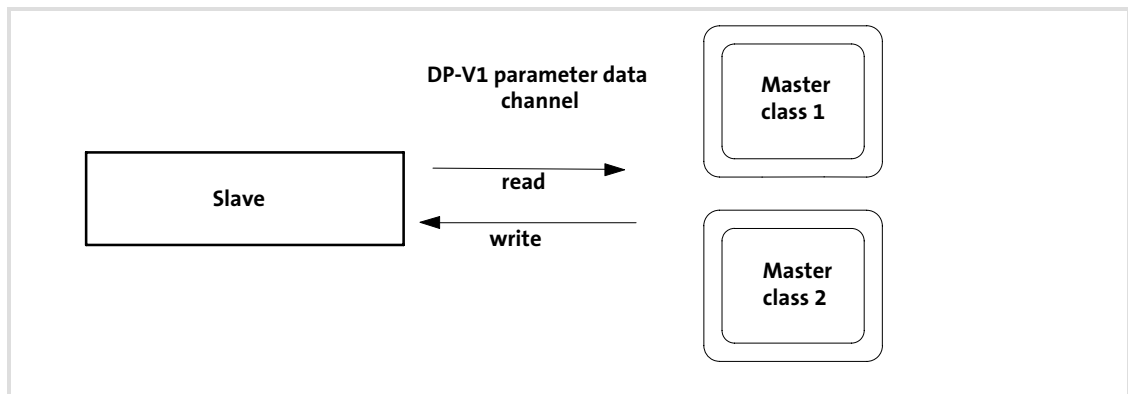 DP-V1 parameter data
channel
Master
class 1
Slave
read
write
Master
class 2